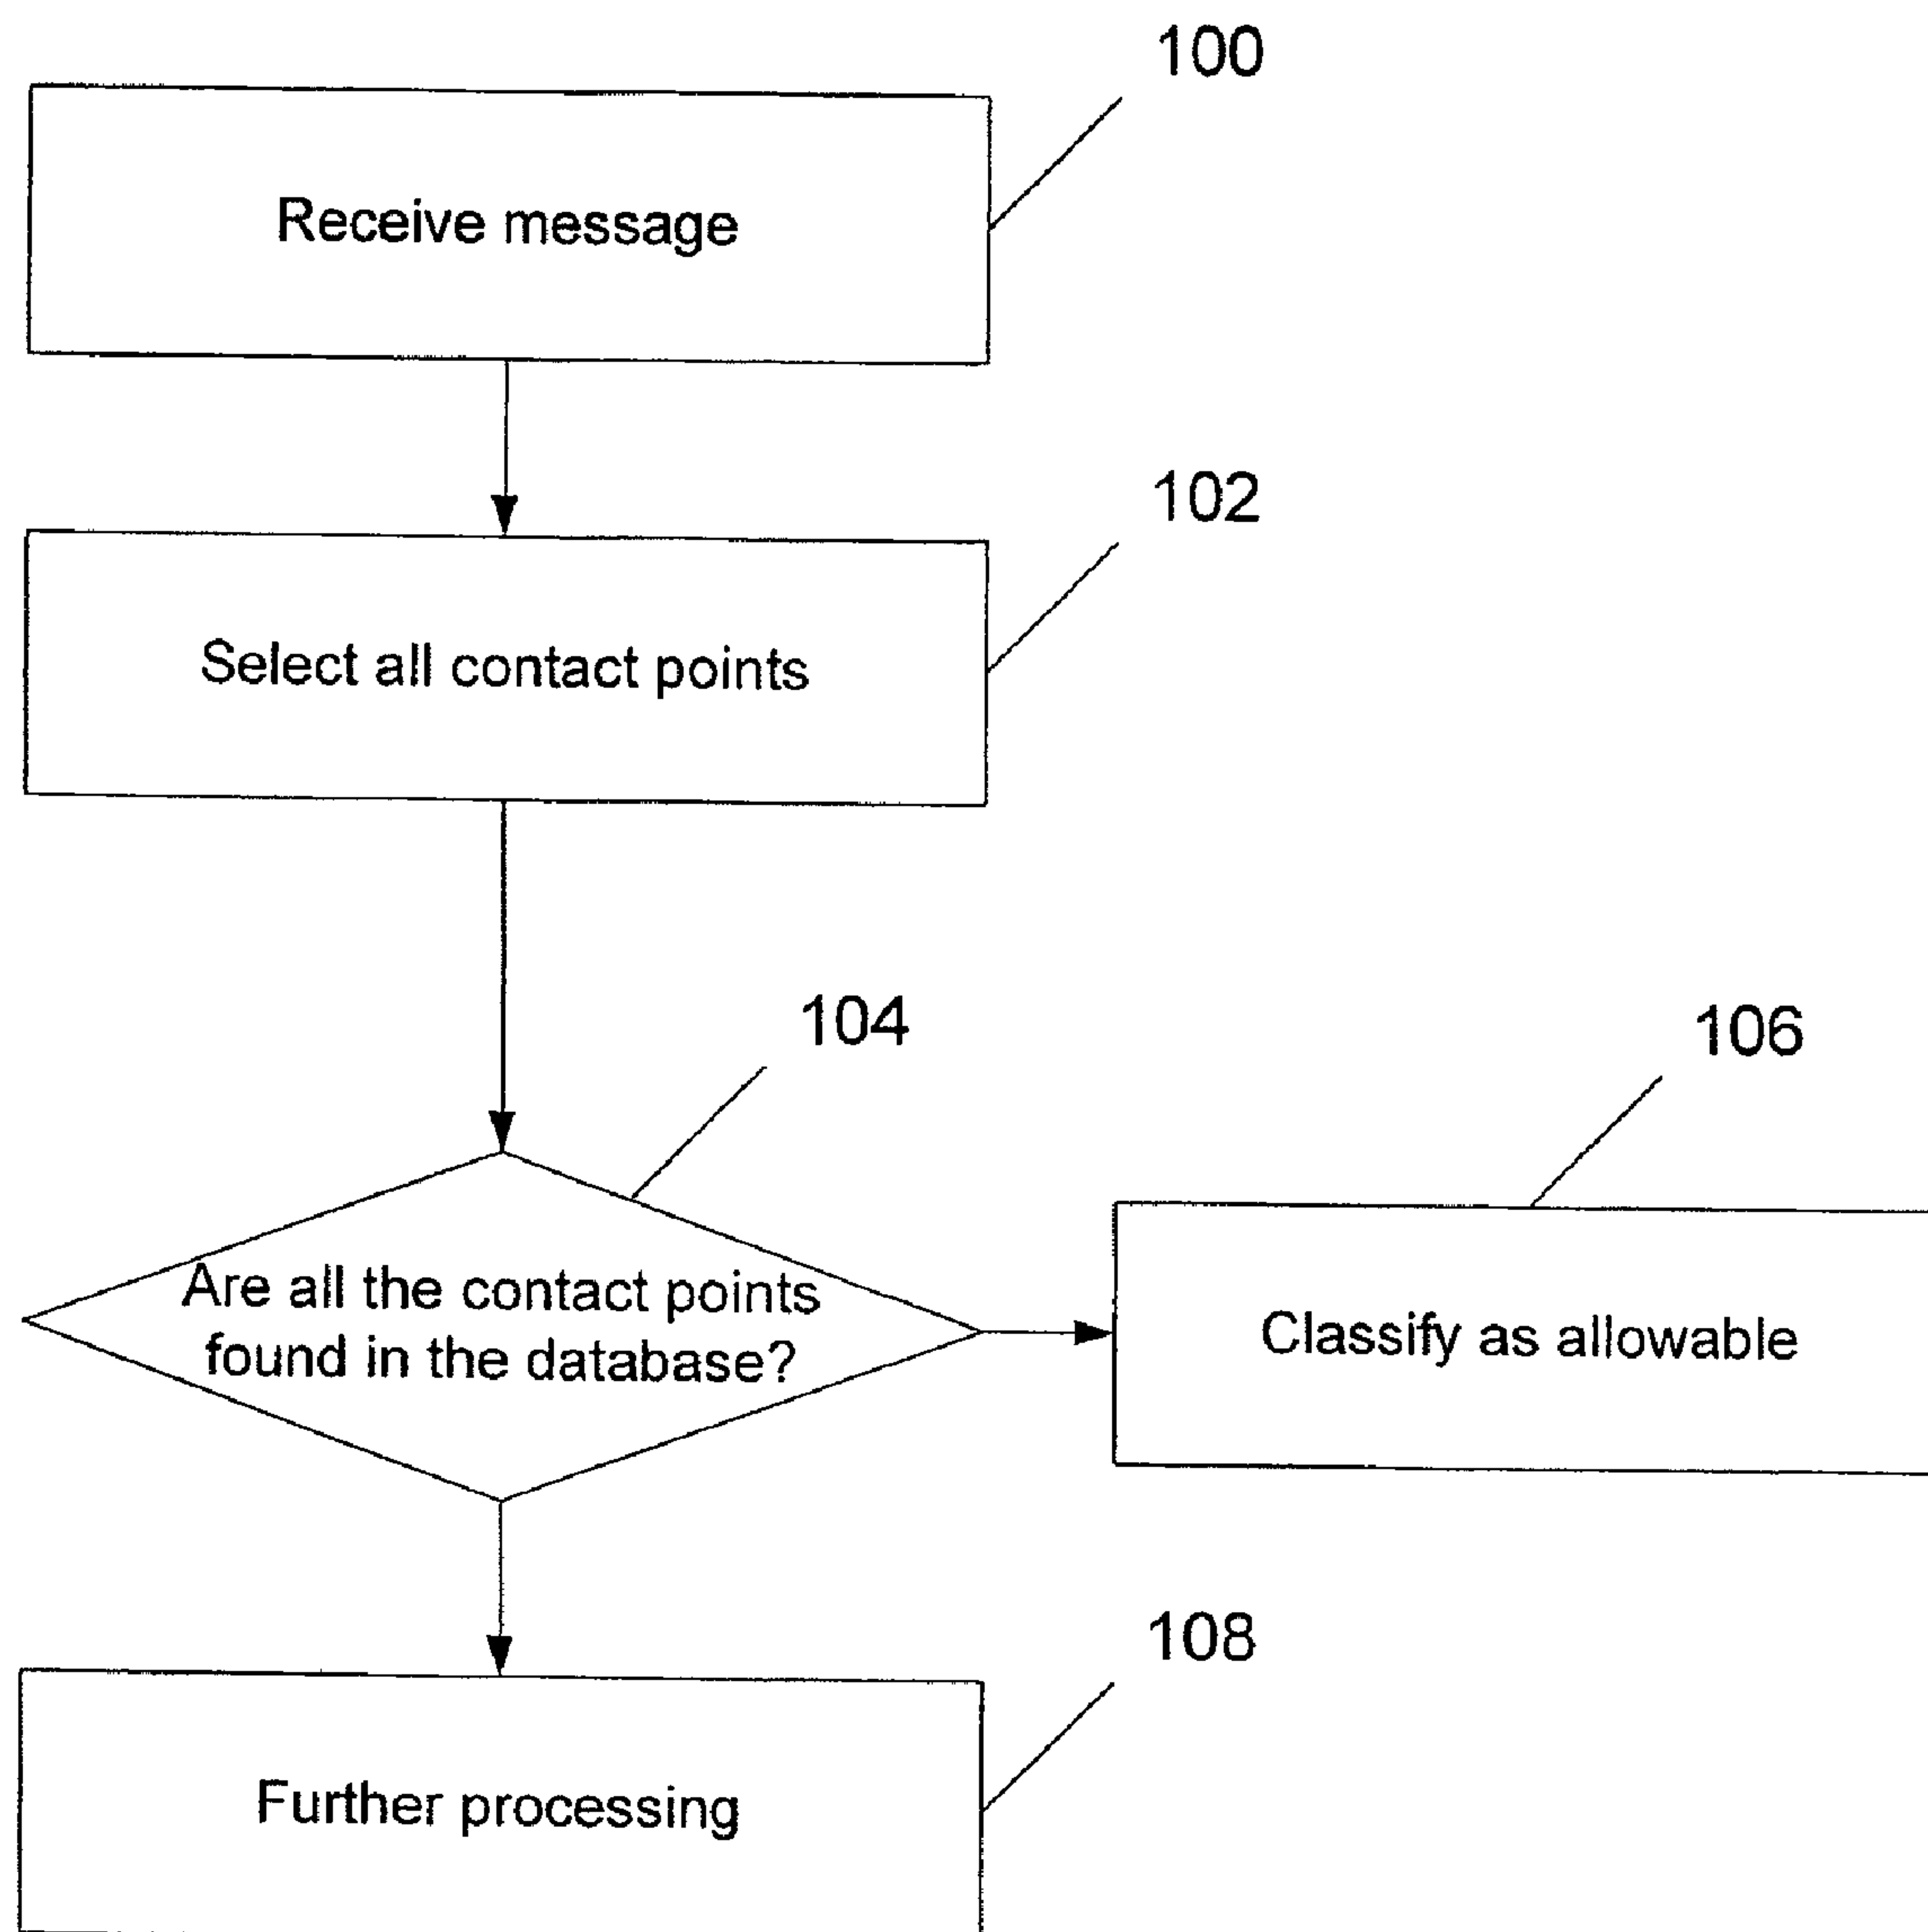 100
Receive message
102
Select all contact points
104
106
Are all the contact points
found in the database?
Classify as allowable
108
Further processing